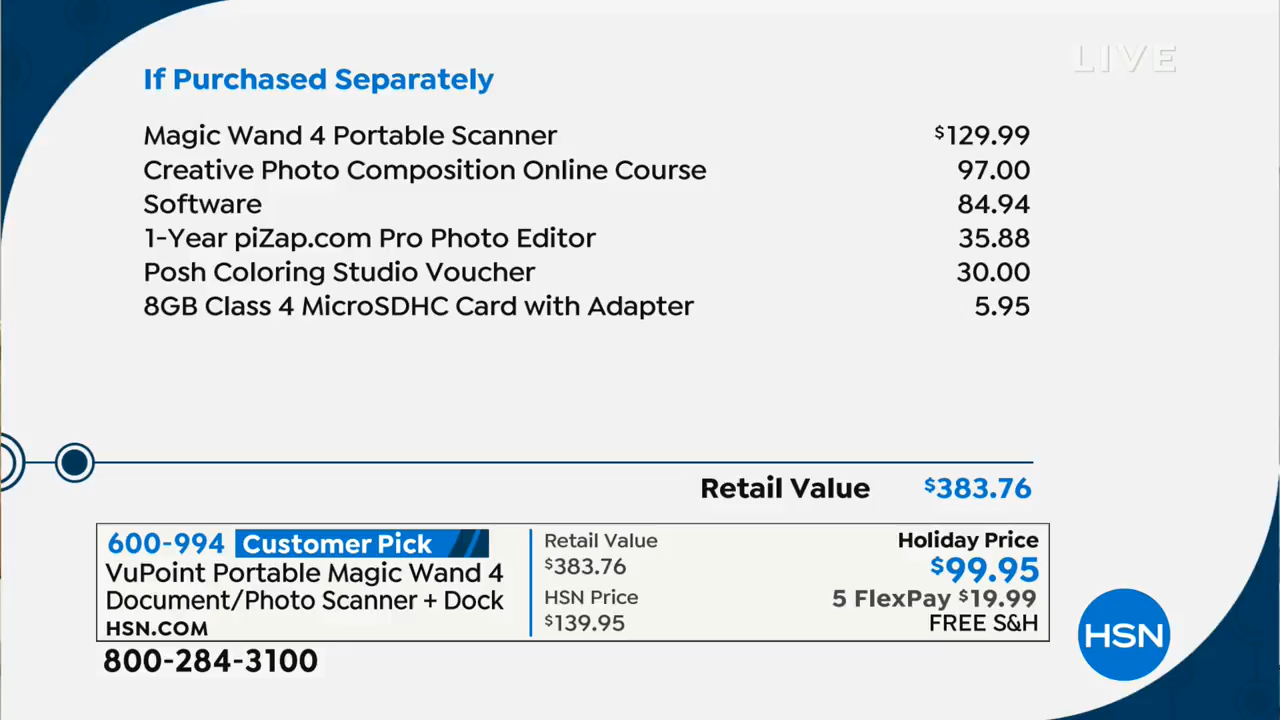 LIVE
If Purchased Separately
Magic Wand 4 Portable Scanner $129.99
Creative Photo Composition Online Course 97.00
Software 84.94
1-Year piZap.com Pro Photo Editor 35.88
Posh Coloring Studio Voucher 30.00
8GB Class 4 MicroSDHC Card with Adapter 5.95
Retail Value $383.76
600-994 Customer Pick
VuPoint Portable Magic Wand 4
Document/Photo Scanner + Dock
HSN.COM
Retail Value
$383.76
HSN Price
$139.95
Holiday Price
$99.95
5 FlexPay $19.99
FREE S&H
800-284-3100
HSN